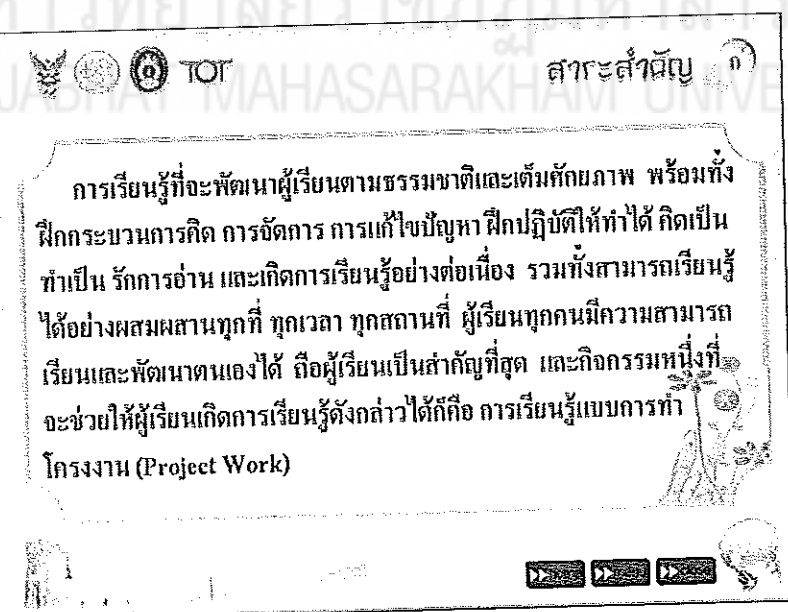 TOT สาระสำคัญ ก
การเรียนรู้ที่จะพัฒนาผู้เรียนตามธรรมชาติและเต็มศักยภาพ พร้อมทั้ง
ฝึกกระบวนการคิด การจัดการ การแก้ไขปัญหา ฝึกปฏิบัติให้ทำได้ คิดเป็น
ทำเป็น รักการอ่าน และเกิดการเรียนรู้อย่างต่อเนื่อง รวมทั้งสามารถเรียนรู้
ได้อย่างผสมผสานทุกที่ ทุกเวลา ทุกสถานที่ ผู้เรียนทุกคนมีความสามารถ
เรียนและพัฒนาตนเองได้ ถือผู้เรียนเป็นสำคัญที่สุด และกิจกรรมหนึ่งที่
จะช่วยให้ผู้เรียนเกิดการเรียนรู้ดังกล่าวได้ก็คือ การเรียนรู้แบบการทำ
โครงงาน (Project Work)